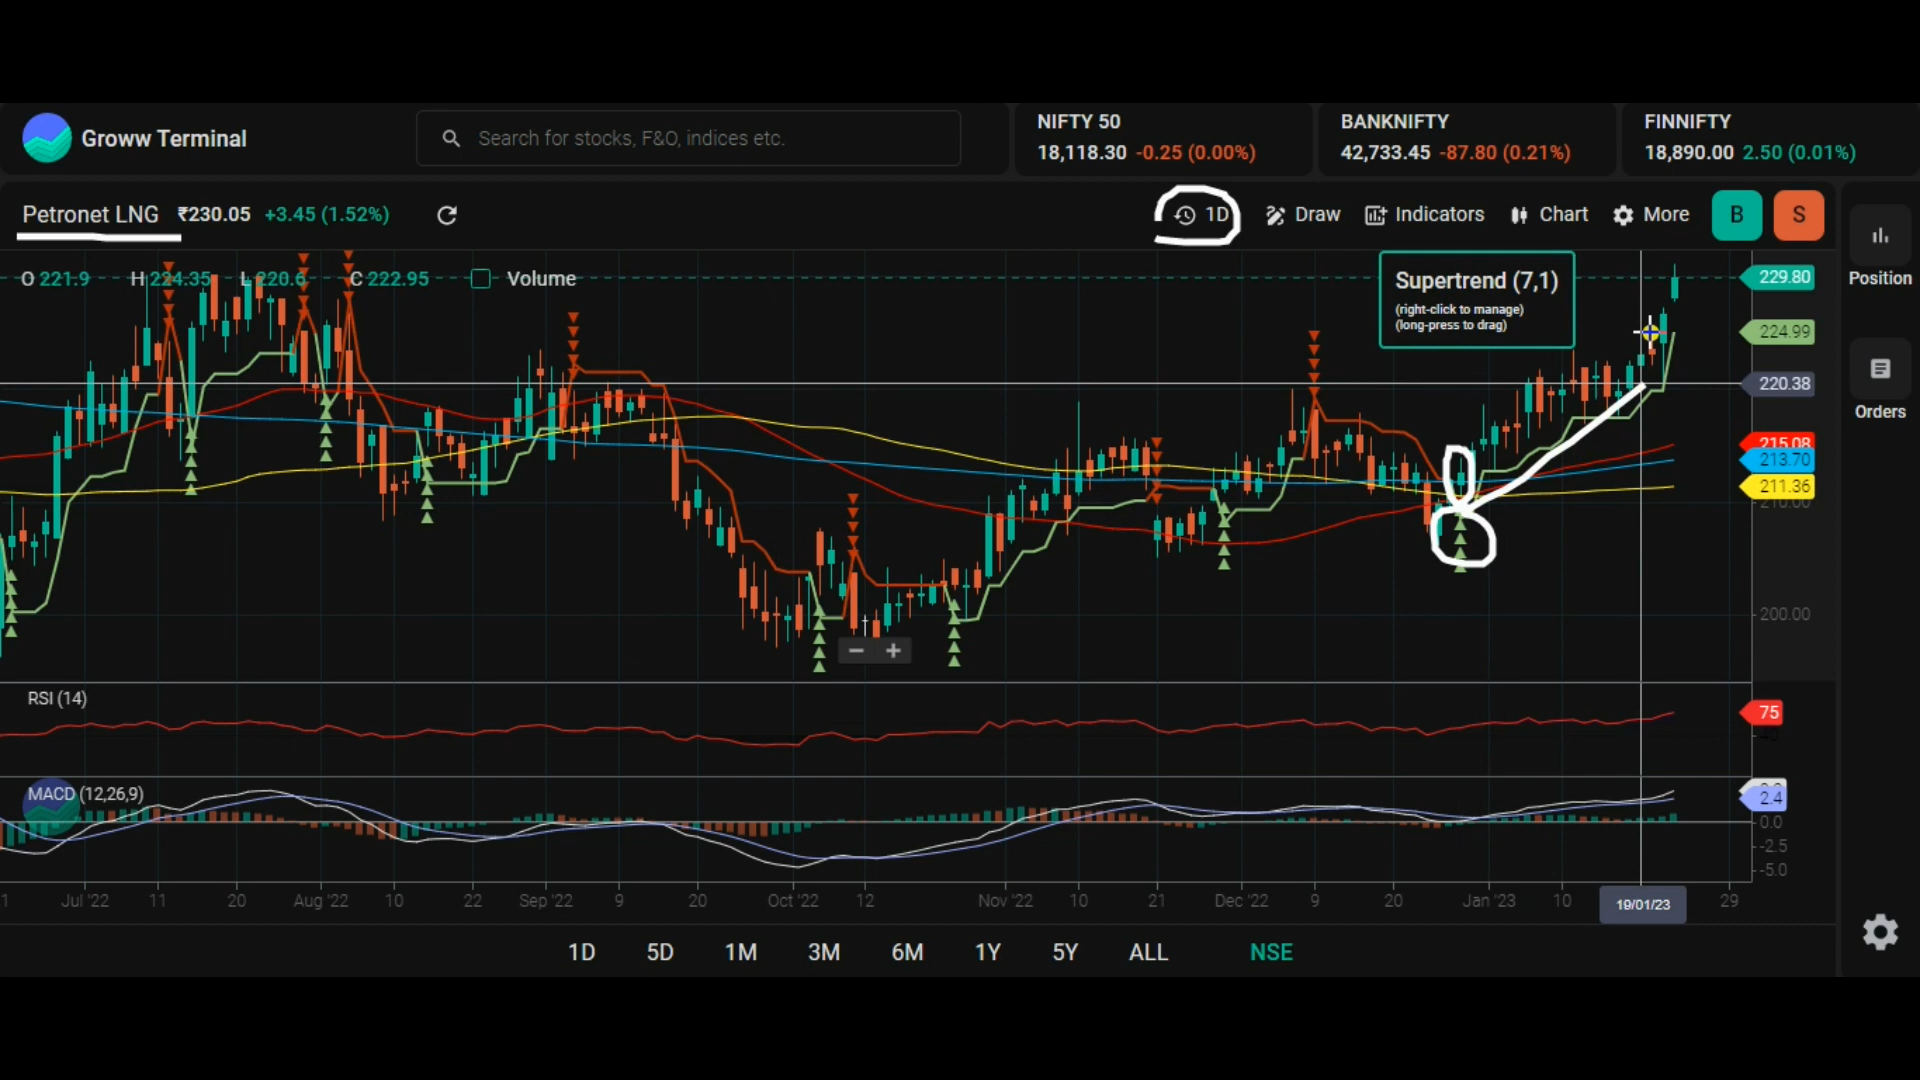 Groww Terminal
Search for stocks, F&O, indices etc.
NIFTY 50
18,118.30 -0.25 (0.00%)
BANKNIFTY
42,733.45 -87.80 (0.21%)
FINNIFTY
18,890.00 2.50 (0.01%)
Petronet LNG ₹230.05 +3.45 (1.52%)
1D
Draw
Indicators
Chart
More
B
S
Position
Orders
O 221.9 H 224.35 L 220.6 C 222.95 Volume
Supertrend (7,1)
(right-click to manage)
(long-press to drag)
229.80
224.99
220.38
215.08
213.70
211.36
210.00
200.00
− +
RSI (14)
75
MACD (12,26,9)
2.4
0.0
-2.5
-5.0
1 Jul '22 11 20 Aug '22 10 22 Sep '22 9 20 Oct '22 12 Nov '22 10 21 Dec '22 9 20 Jan '23 10 19/01/23 29
1D 5D 1M 3M 6M 1Y 5Y ALL NSE